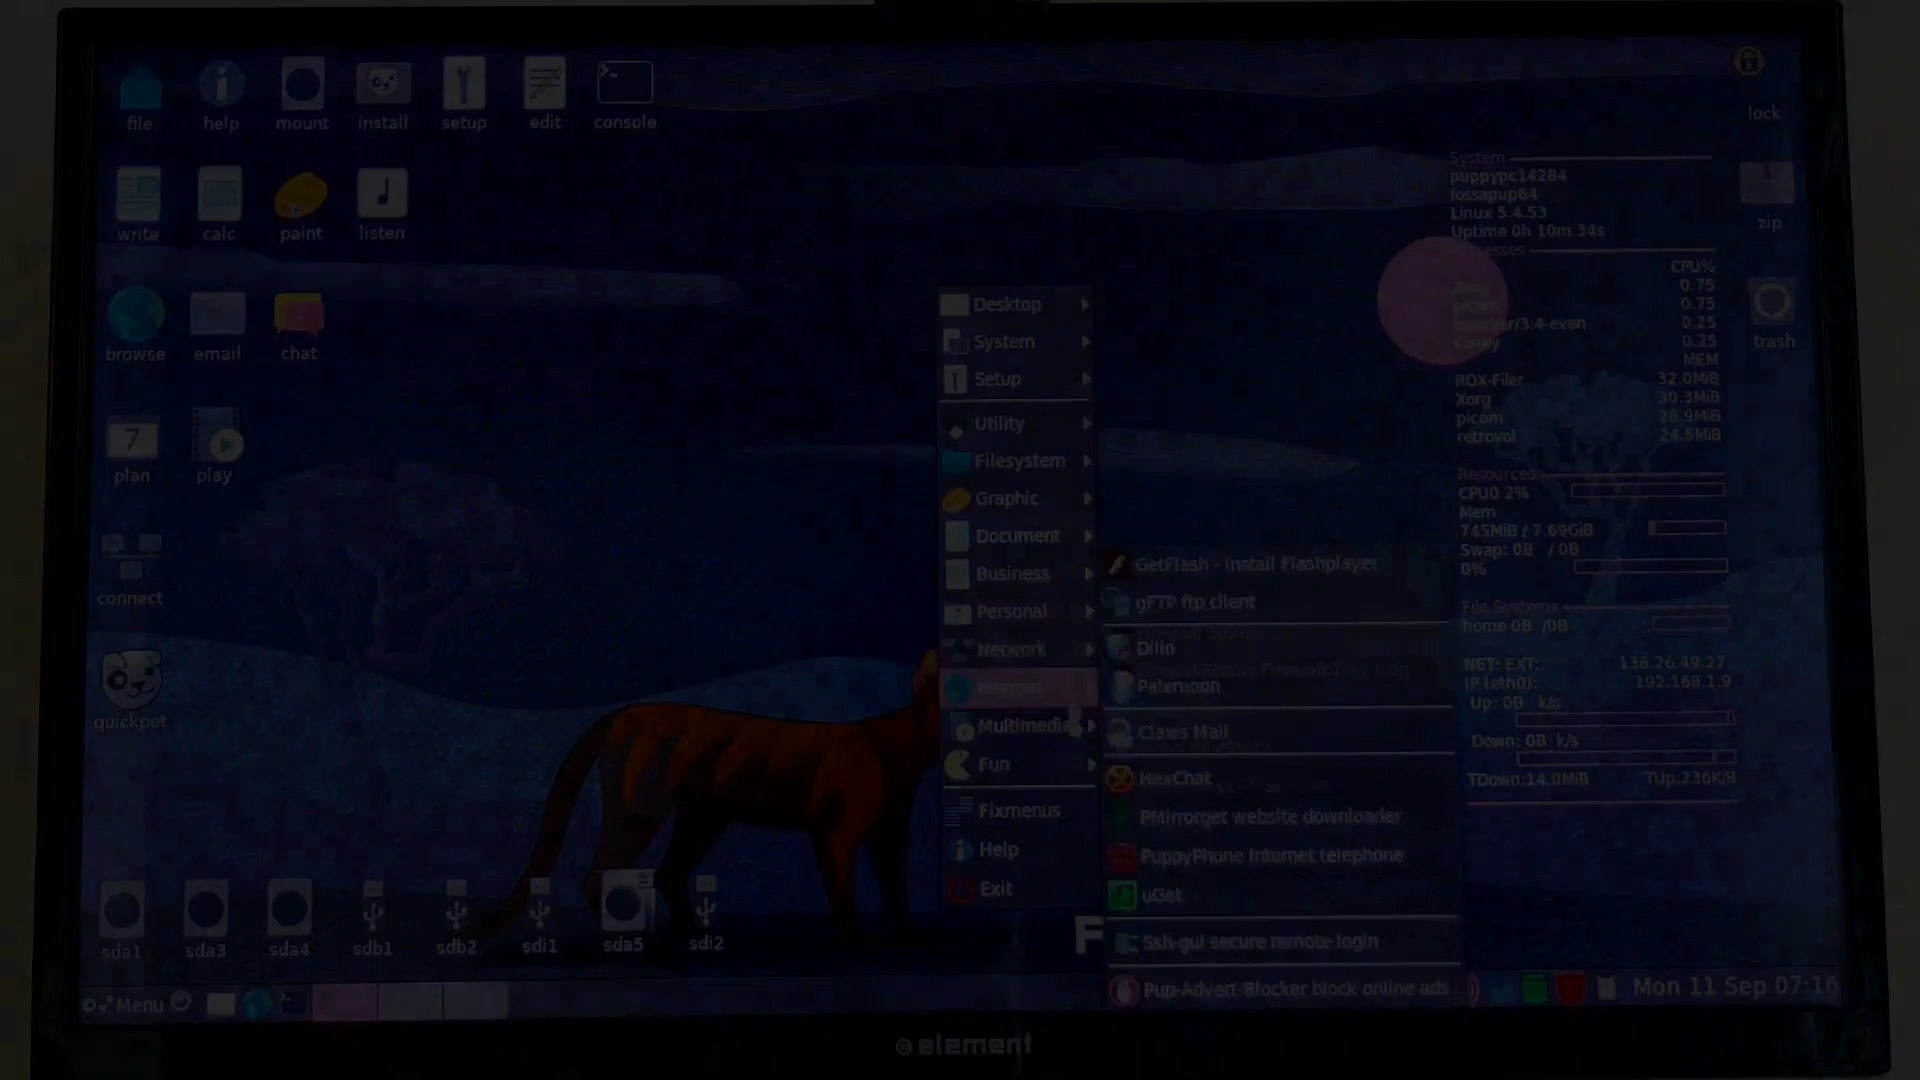 file help mount install setup edit console
lock
write calc paint listen
zip
browse email chat
trash
plan play
connect
quickpet
System
puppypc14284
fossapup64
Linux 5.4.53
Uptime 0h 10m 34s
CPU%
0.75
0.75
0.25
0.25
MEM
ROX-Filer 32.0MiB
Xorg 30.3MiB
picom 26.9MiB
retrovol 24.5MiB
Resources
CPU0 2%
Mem
745MiB / 7.69GiB
Swap: 0B / 0B
0%
File Systems
home 0B /0B
NET: EXT: 136.26.49.27
IP (eth0): 192.168.1.9
Up: 0B k/s
Down: 0B k/s
TDown:14.0MiB TUp:236KiB
Desktop
System
Setup
Utility
Filesystem
Graphic
Document
Business
Personal
Network
Internet
Multimedia
Fun
Fixmenus
Help
Exit
GetFlash - Install Flashplayer
gFTP ftp client
Dillo
Palemoon
Claws Mail
HexChat
PMirrorget website downloader
PuppyPhone Internet telephone
uGet
Ssh-gui secure remote login
Pup-Advert-Blocker block online ads
F
sda1 sda3 sda4 sdb1 sdb2 sdi1 sda5 sdi2
Menu
Mon 11 Sep 07:16
element